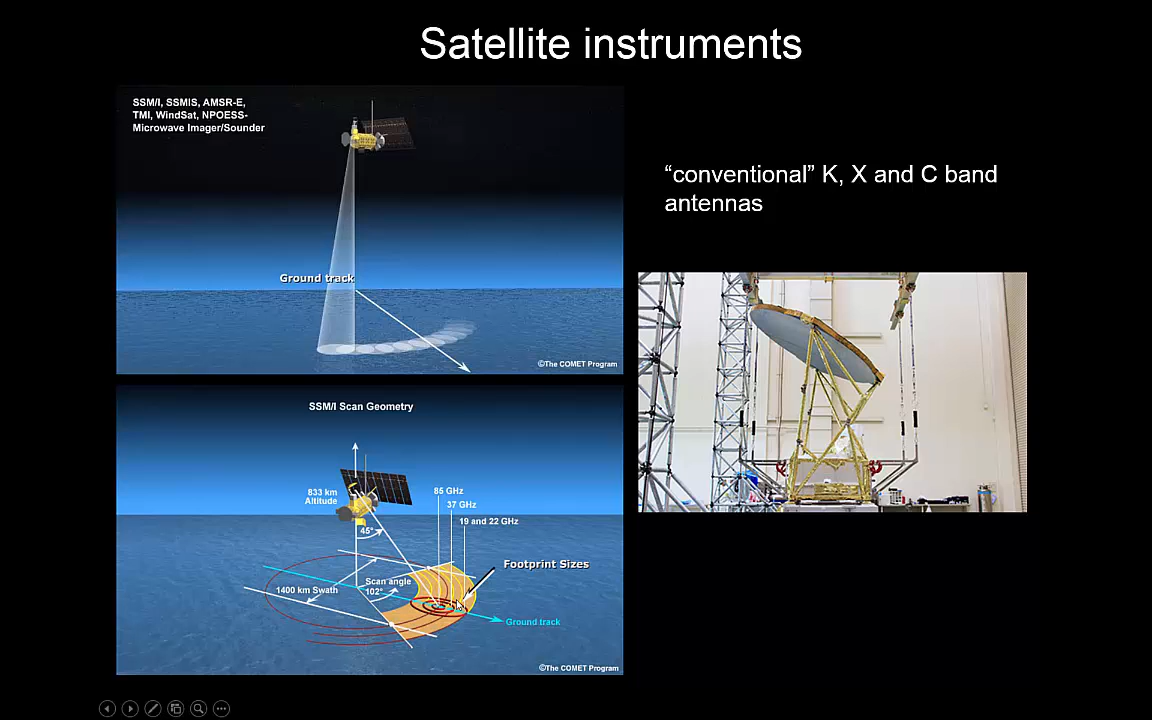 Satellite instruments
SSM/I, SSMIS, AMSR-E,
TMI, WindSat, NPOESS-
Microwave Imager/Sounder
Ground track
©The COMET Program
“conventional” K, X and C band
antennas
SSM/I Scan Geometry
833 km
Altitude
45°
85 GHz
37 GHz
19 and 22 GHz
Footprint Sizes
Scan angle
102°
1400 km Swath
Ground track
©The COMET Program